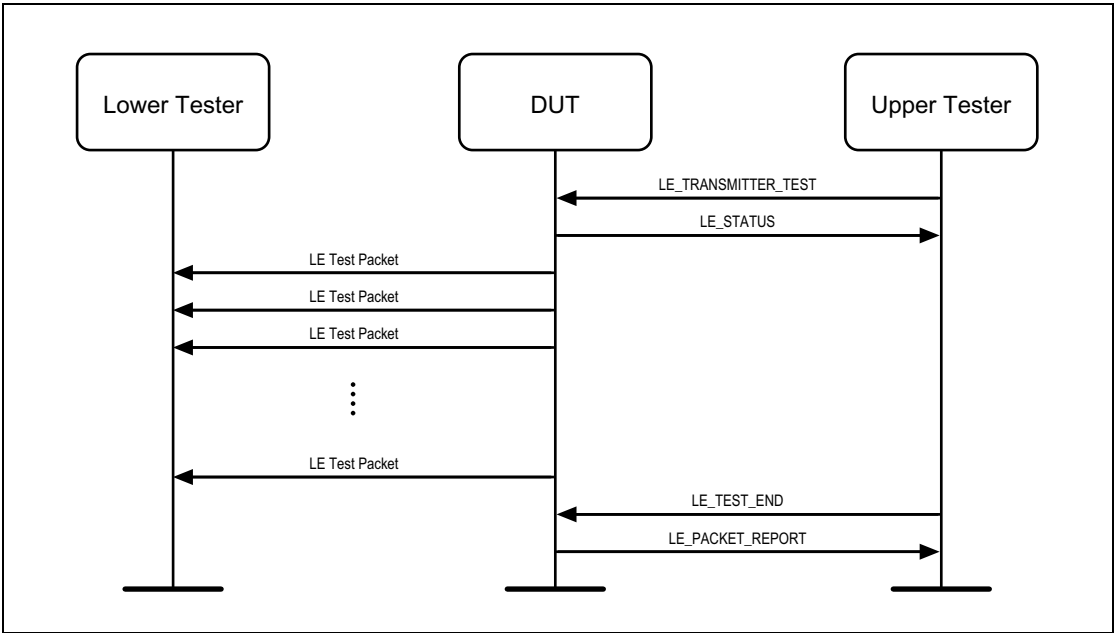 Lower Tester
DUT
Upper Tester
LE_TRANSMITTER_TEST
LE_STATUS
LE Test Packet
LE Test Packet
LE Test Packet
LE Test Packet
LE_TEST_END
LE_PACKET_REPORT